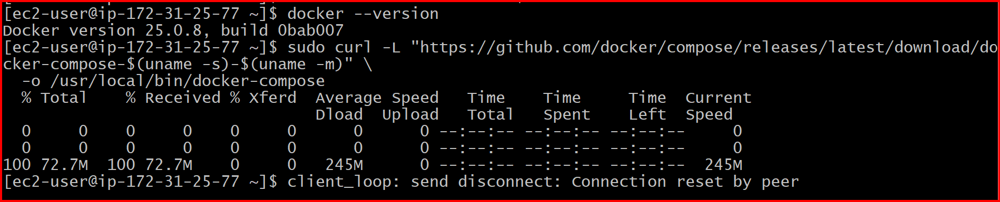 [ec2-user@ip-172-31-25-77 ~]$ docker --version
Docker version 25.0.8, build 0bab007
[ec2-user@ip-172-31-25-77 ~]$ sudo curl -L "https://github.com/docker/compose/releases/latest/download/do
cker-compose-$(uname -s)-$(uname -m)" \
  -o /usr/local/bin/docker-compose
  % Total    % Received % Xferd  Average Speed   Time    Time     Time  Current
                                 Dload  Upload   Total   Spent    Left  Speed
  0     0    0     0    0     0      0      0 --:--:-- --:--:-- --:--:--     0
  0     0    0     0    0     0      0      0 --:--:-- --:--:-- --:--:--     0
100 72.7M  100 72.7M    0     0   245M      0 --:--:-- --:--:-- --:--:--  245M
[ec2-user@ip-172-31-25-77 ~]$ client_loop: send disconnect: Connection reset by peer